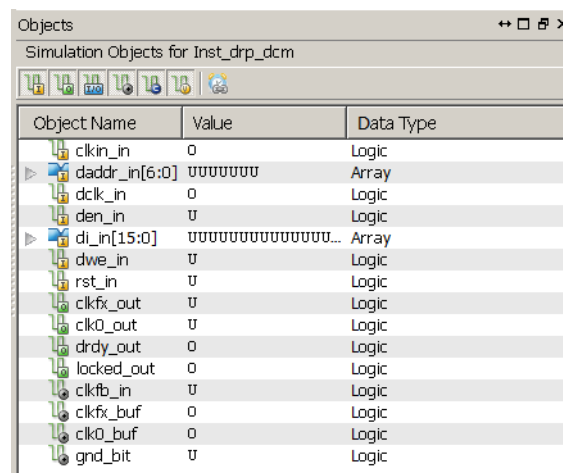 Objects
Simulation Objects for Inst_drp_dcm
Object Name Value Data Type
clkin_in 0 Logic
daddr_in[6:0] UUUUUUU Array
dclk_in 0 Logic
den_in U Logic
di_in[15:0] UUUUUUUUUUUUUU... Array
dwe_in U Logic
rst_in U Logic
clkfx_out U Logic
clk0_out U Logic
drdy_out 0 Logic
locked_out 0 Logic
clkfb_in U Logic
clkfx_buf 0 Logic
clk0_buf 0 Logic
gnd_bit U Logic